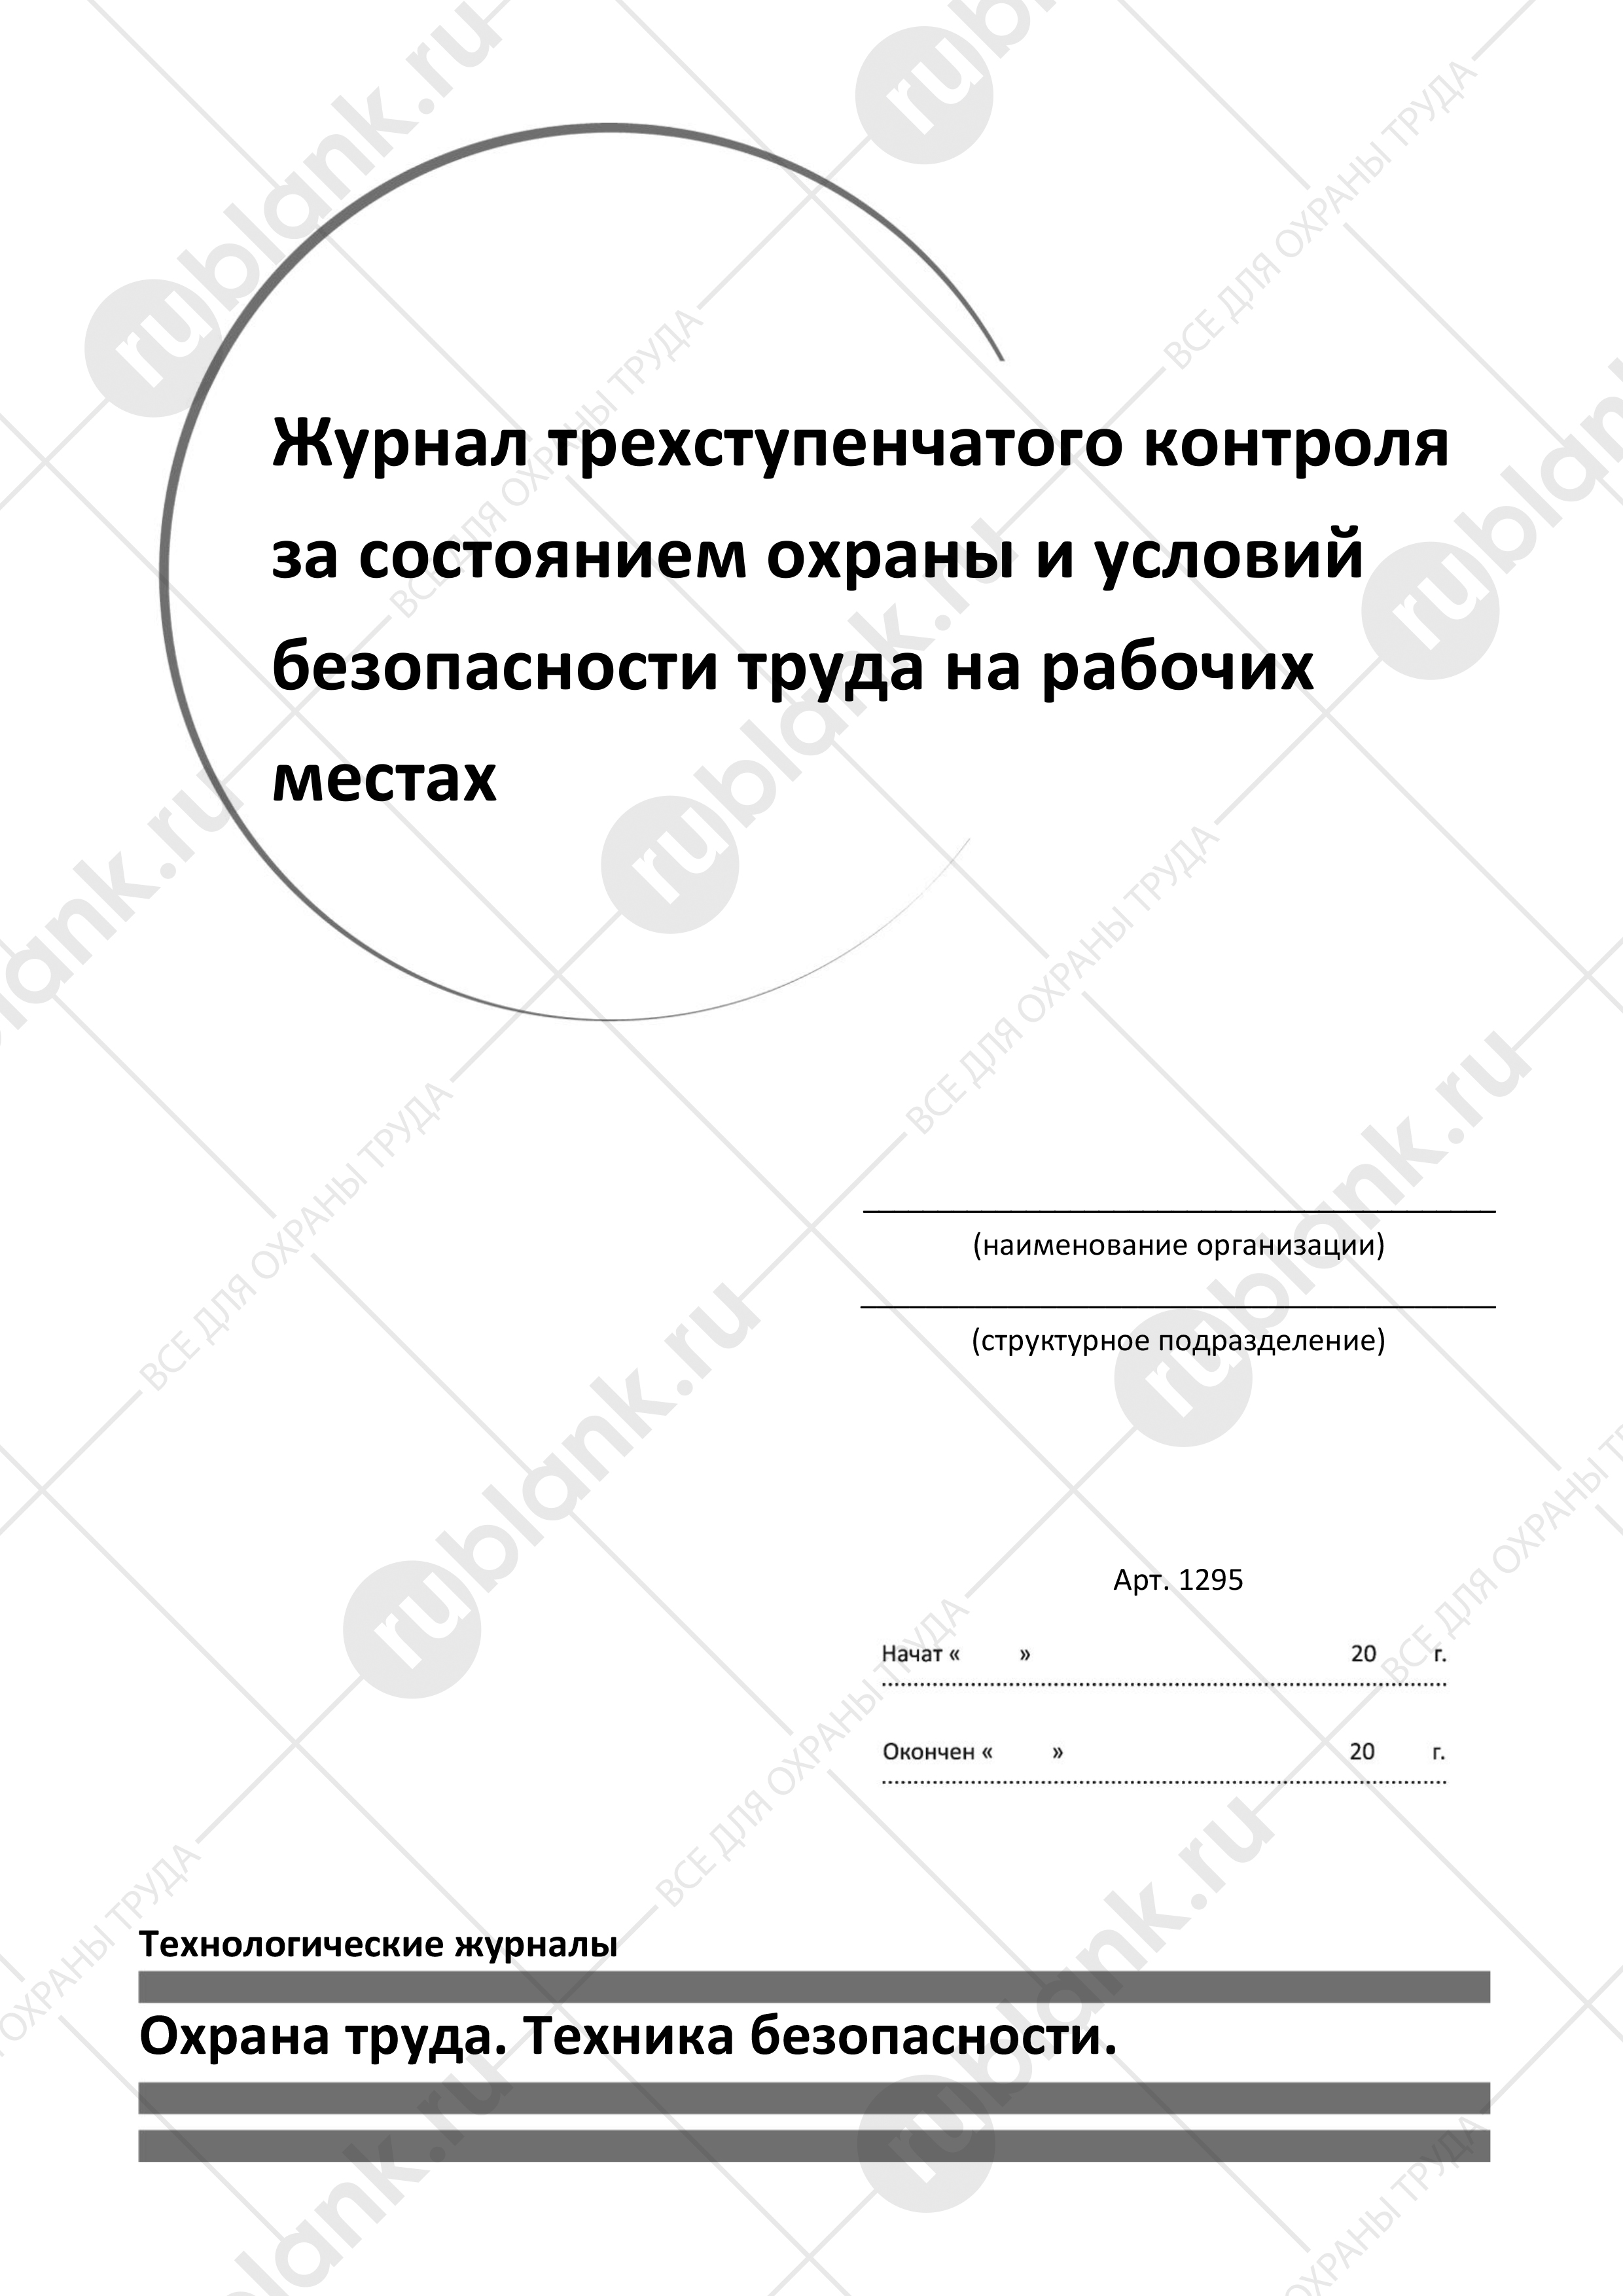 Журнал трехступенчатого контроля
за состоянием охраны и условий
безопасности труда на рабочих
местах
(наименование организации)
(структурное подразделение)
Арт. 1295
Начат « » 20 г.
Окончен « » 20 г.
Технологические журналы
Охрана труда. Техника безопасности.
rublank.ru
ВСЕ ДЛЯ ОХРАНЫ ТРУДА